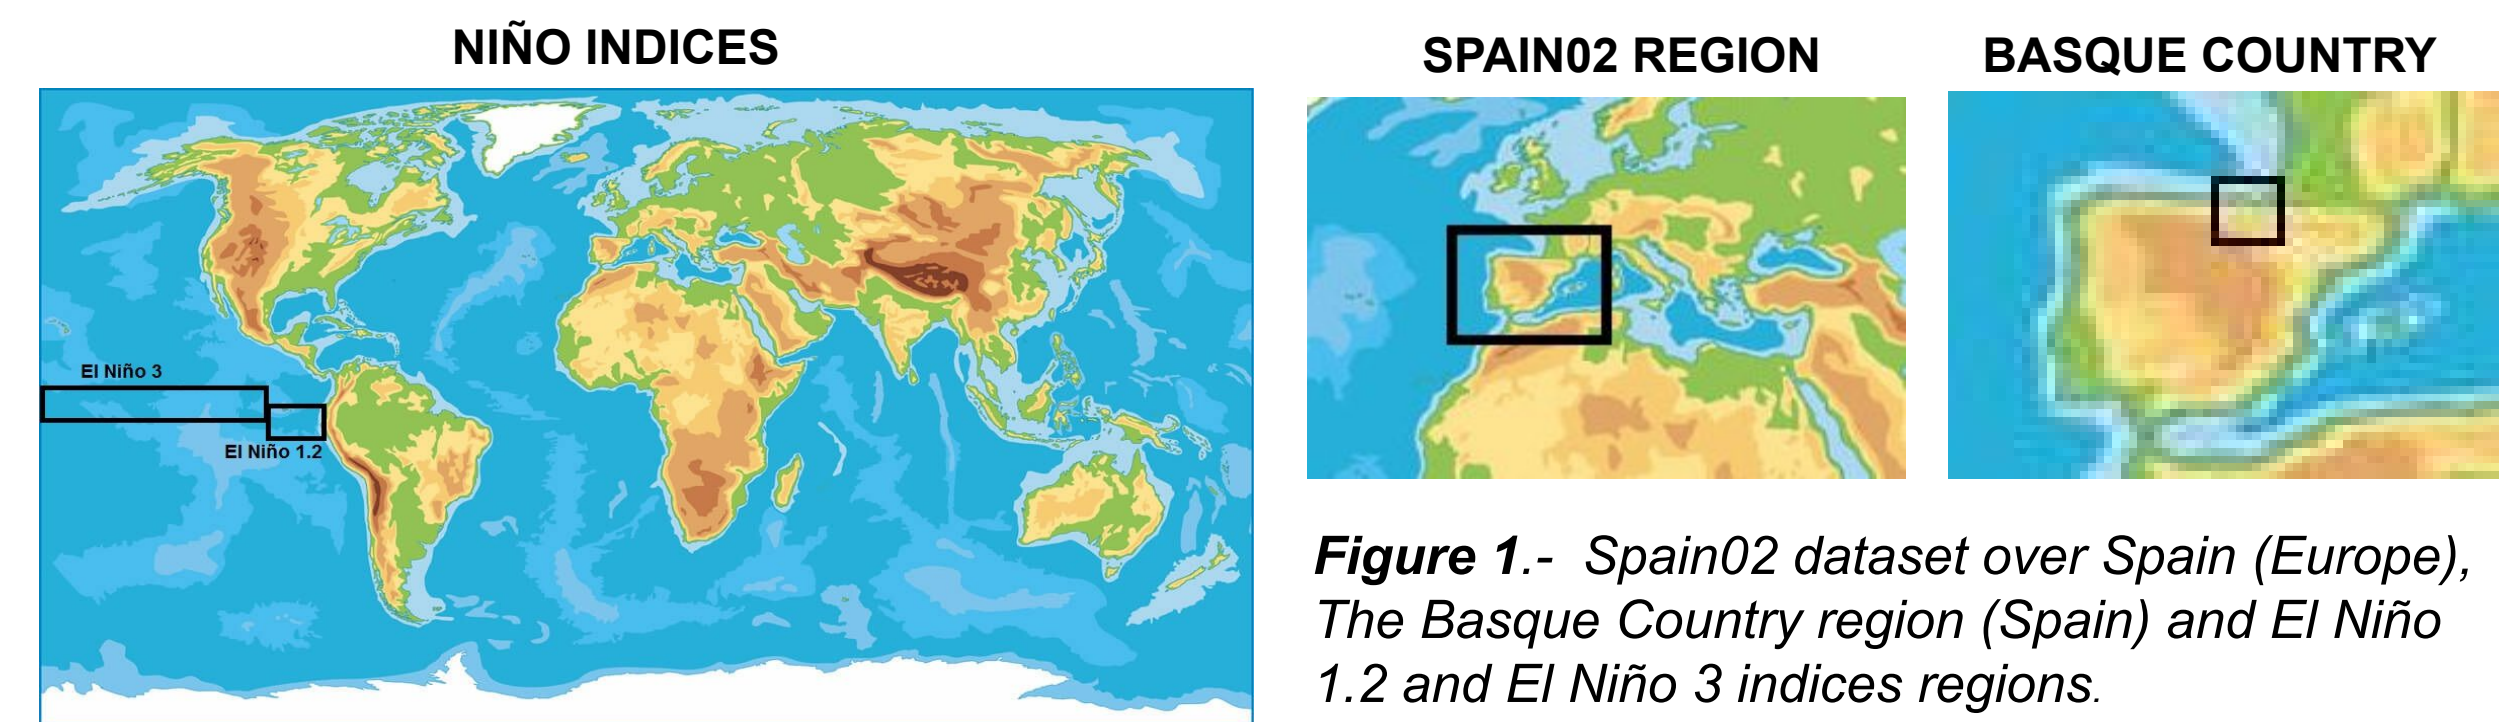 NIÑO INDICES
SPAIN02 REGION
BASQUE COUNTRY
El Niño 3
El Niño 1.2
Figure 1.- Spain02 dataset over Spain (Europe),
The Basque Country region (Spain) and El Niño
1.2 and El Niño 3 indices regions.